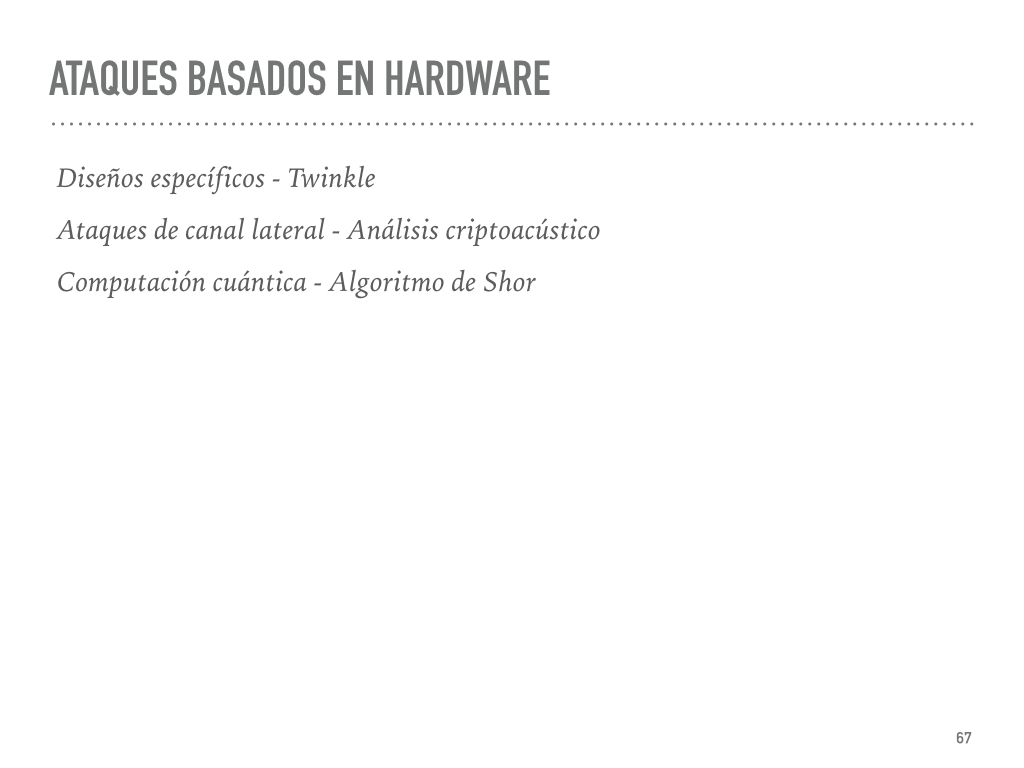 ATAQUES BASADOS EN HARDWARE
Diseños específicos - Twinkle
Ataques de canal lateral - Análisis criptoacústico
Computación cuántica - Algoritmo de Shor
67